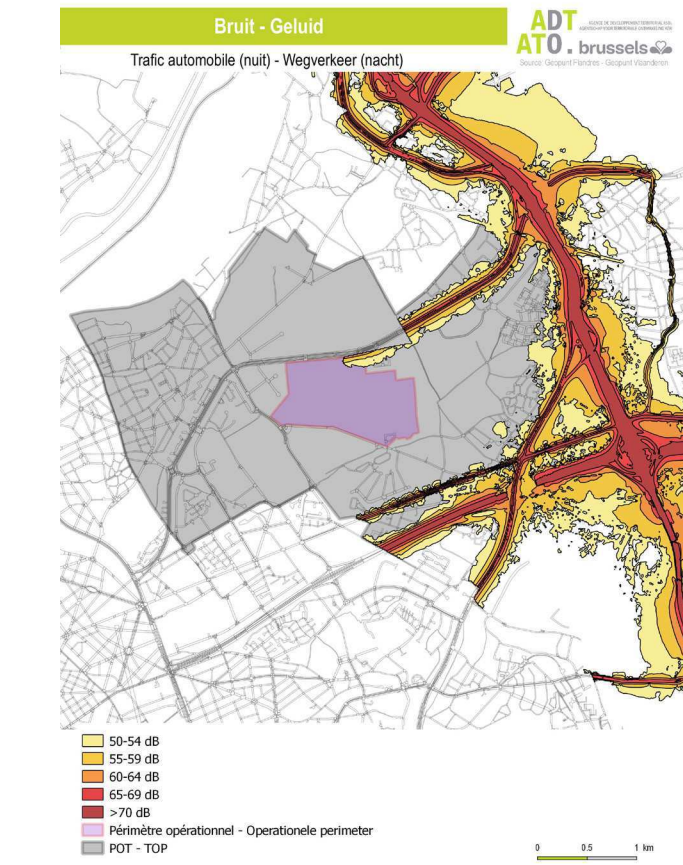 Bruit - Geluid
Trafic automobile (nuit) - Wegverkeer (nacht)
ADT
ATO. brussels
Source: Géopunt Flandres - Geopunt Vlaanderen
50-54 dB
55-59 dB
60-64 dB
65-69 dB
>70 dB
Périmètre opérationnel - Operationele perimeter
POT - TOP
0 0.5 1 km